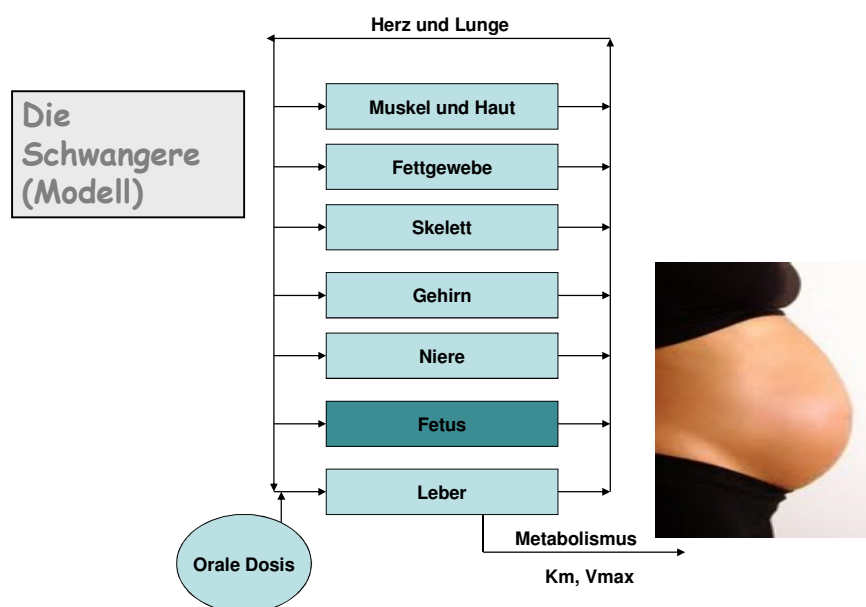 Herz und Lunge
Die
Schwangere
(Modell)
Muskel und Haut
Fettgewebe
Skelett
Gehirn
Niere
Fetus
Leber
Orale Dosis
Metabolismus
Km, Vmax